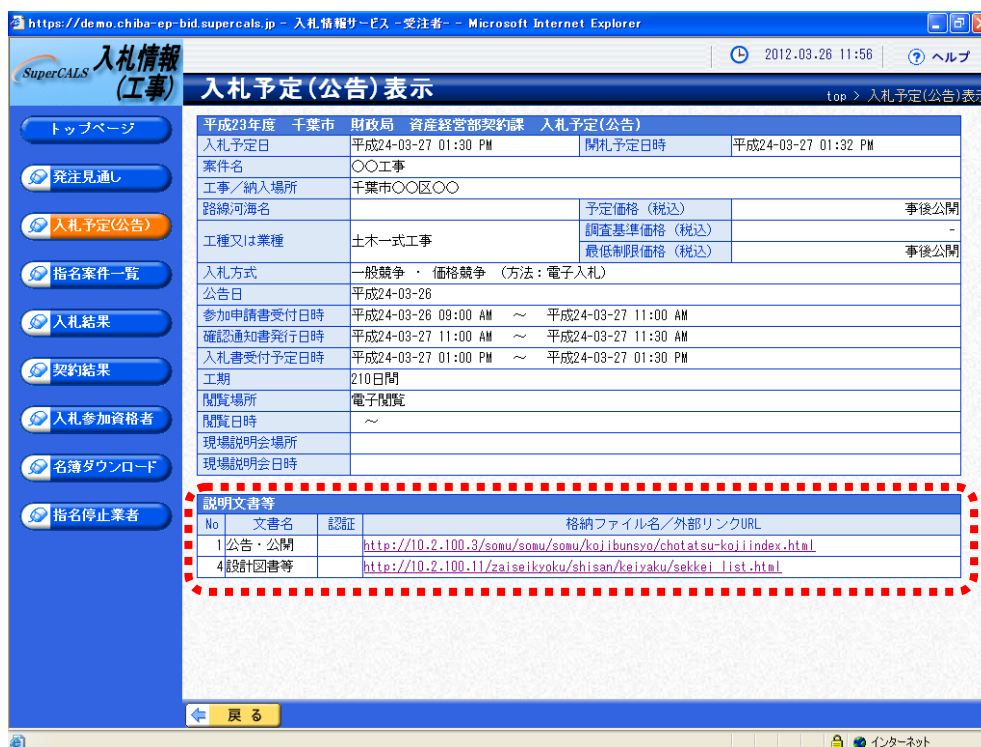 https://demo.chiba-ep-bid.supercals.jp - 入札情報サービス -受注者- - Microsoft Internet Explorer
SuperCALS 入札情報
(工事)
2012.03.26 11:56 ? ヘルプ
入札予定(公告)表示
top > 入札予定(公告)表示
トップページ
発注見通し
入札予定(公告)
指名案件一覧
入札結果
契約結果
入札参加資格者
名簿ダウンロード
指名停止業者
平成23年度 千葉市 財政局 資産経営部契約課 入札予定(公告)
入札予定日 平成24-03-27 01:30 PM 開札予定日時 平成24-03-27 01:32 PM
案件名 〇〇工事
工事/納入場所 千葉市〇〇区〇〇
路線河海名 予定価格(税込) 事後公開
工種又は業種 土木一式工事 調査基準価格(税込) -
最低制限価格(税込) 事後公開
入札方式 一般競争 ・ 価格競争 (方法:電子入札)
公告日 平成24-03-26
参加申請書受付日時 平成24-03-26 09:00 AM ～ 平成24-03-27 11:00 AM
確認通知書発行日時 平成24-03-27 11:00 AM ～ 平成24-03-27 11:30 AM
入札書受付予定日時 平成24-03-27 01:00 PM ～ 平成24-03-27 01:30 PM
工期 210日間
閲覧場所 電子閲覧
閲覧日時 ～
現場説明会場所
現場説明会日時
説明文書等
No 文書名 認証 格納ファイル名/外部リンクURL
1 公告・公開 http://10.2.100.3/somu/somu/somu/kojibunsyo/chotatsu-kojiindex.html
4 設計図書等 http://10.2.100.11/zaiseikyoku/shisan/keiyaku/sekkei_list.html
戻る
インターネット